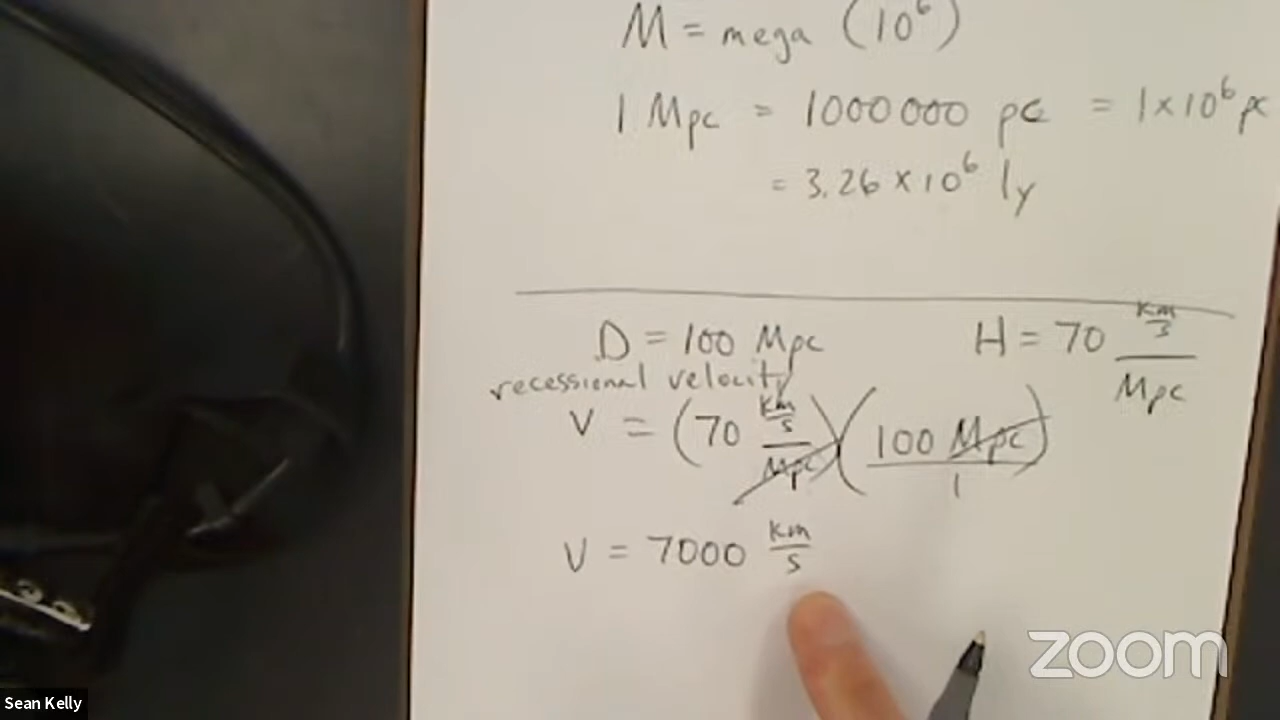 M = mega (10⁶)
1 Mpc = 1000000 pc = 1×10⁶ pc
= 3.26 × 10⁶ ly
D = 100 Mpc H = 70 km/s / Mpc
recessional velocity
V = (70 km/s / Mpc) (100 Mpc / 1)
V = 7000 km/s
zoom
Sean Kelly